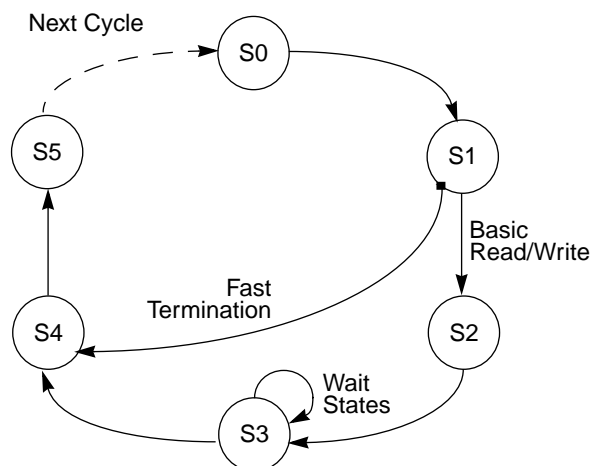 Next Cycle
S0
S5
S1
Basic
Read/Write
Fast
Termination
S4
S2
Wait
States
S3